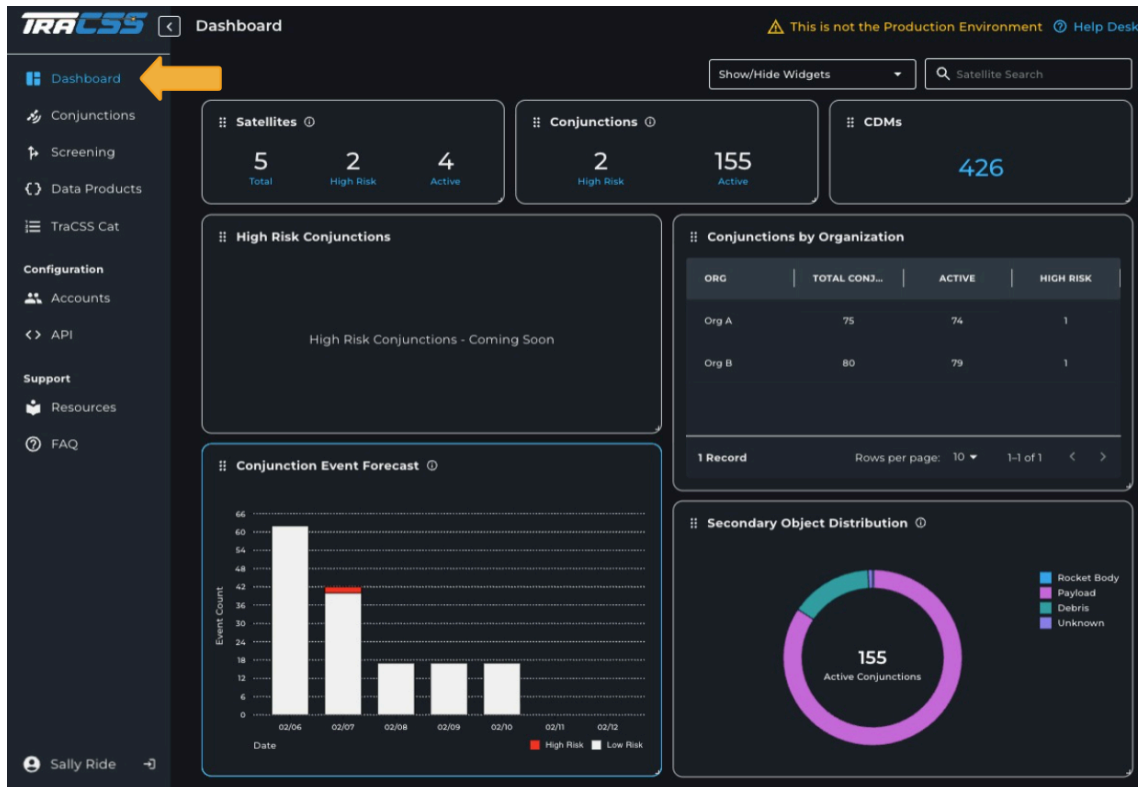 TRACSS
Dashboard
This is not the Production Environment
Help Desk
Show/Hide Widgets
Satellite Search
Dashboard
Conjunctions
Screening
Data Products
TraCSS Cat
Configuration
Accounts
API
Support
Resources
FAQ
Sally Ride
Satellites
5 2 4
Total High Risk Active
Conjunctions
2 155
High Risk Active
CDMs
426
High Risk Conjunctions
High Risk Conjunctions - Coming Soon
Conjunctions by Organization
ORG TOTAL CONJ... ACTIVE HIGH RISK
Org A 75 74 1
Org B 80 79 1
1 Record Rows per page: 10 1–1 of 1
Conjunction Event Forecast
Event Count
66
60
54
48
42
36
30
24
18
12
6
0
02/06 02/07 02/08 02/09 02/10 02/11 02/12
Date
High Risk Low Risk
Secondary Object Distribution
155
Active Conjunctions
Rocket Body
Payload
Debris
Unknown